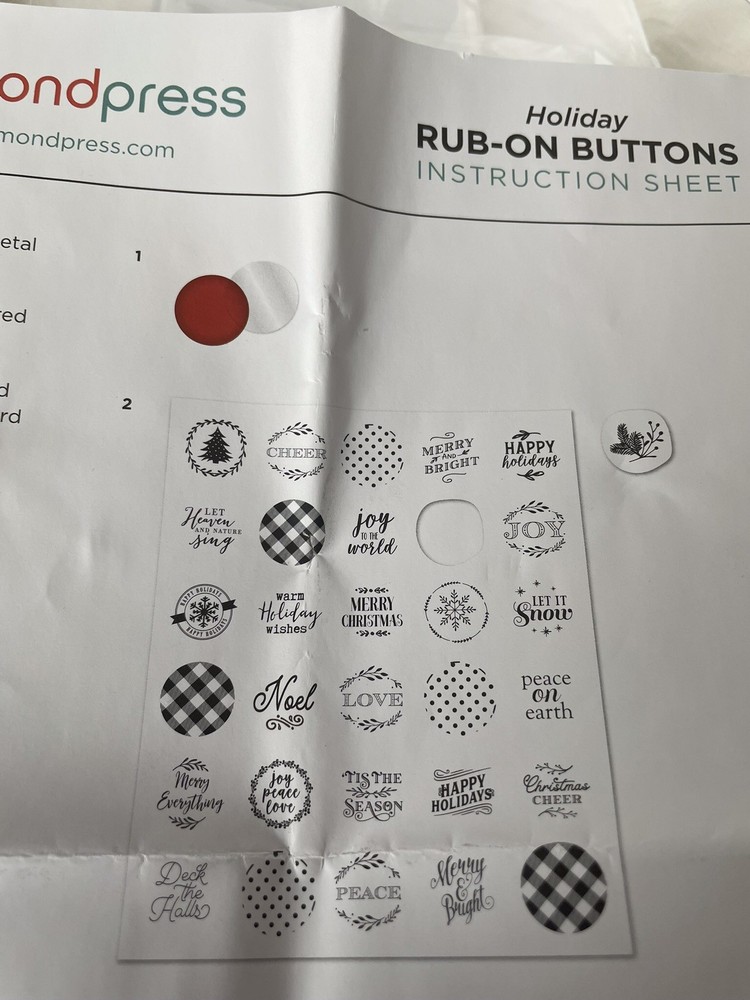 ondpress
mondpress.com
Holiday
RUB-ON BUTTONS
INSTRUCTION SHEET
etal
red
d
rd
1
2
CHEER
MERRY
AND
BRIGHT
HAPPY
holidays
LET
Heaven
AND NATURE
sing
joy
TO THE
world
JOY
HAPPY HOLIDAYS
HAPPY HOLIDAYS
warm
Holiday
wishes
MERRY
CHRISTMAS
LET IT
Snow
Noel
LOVE
peace
on
earth
Merry
Everything
joy
peace
love
'TIS THE
SEASON
HAPPY
HOLIDAYS
Christmas
CHEER
Deck
The
Halls
PEACE
Merry
&
Bright